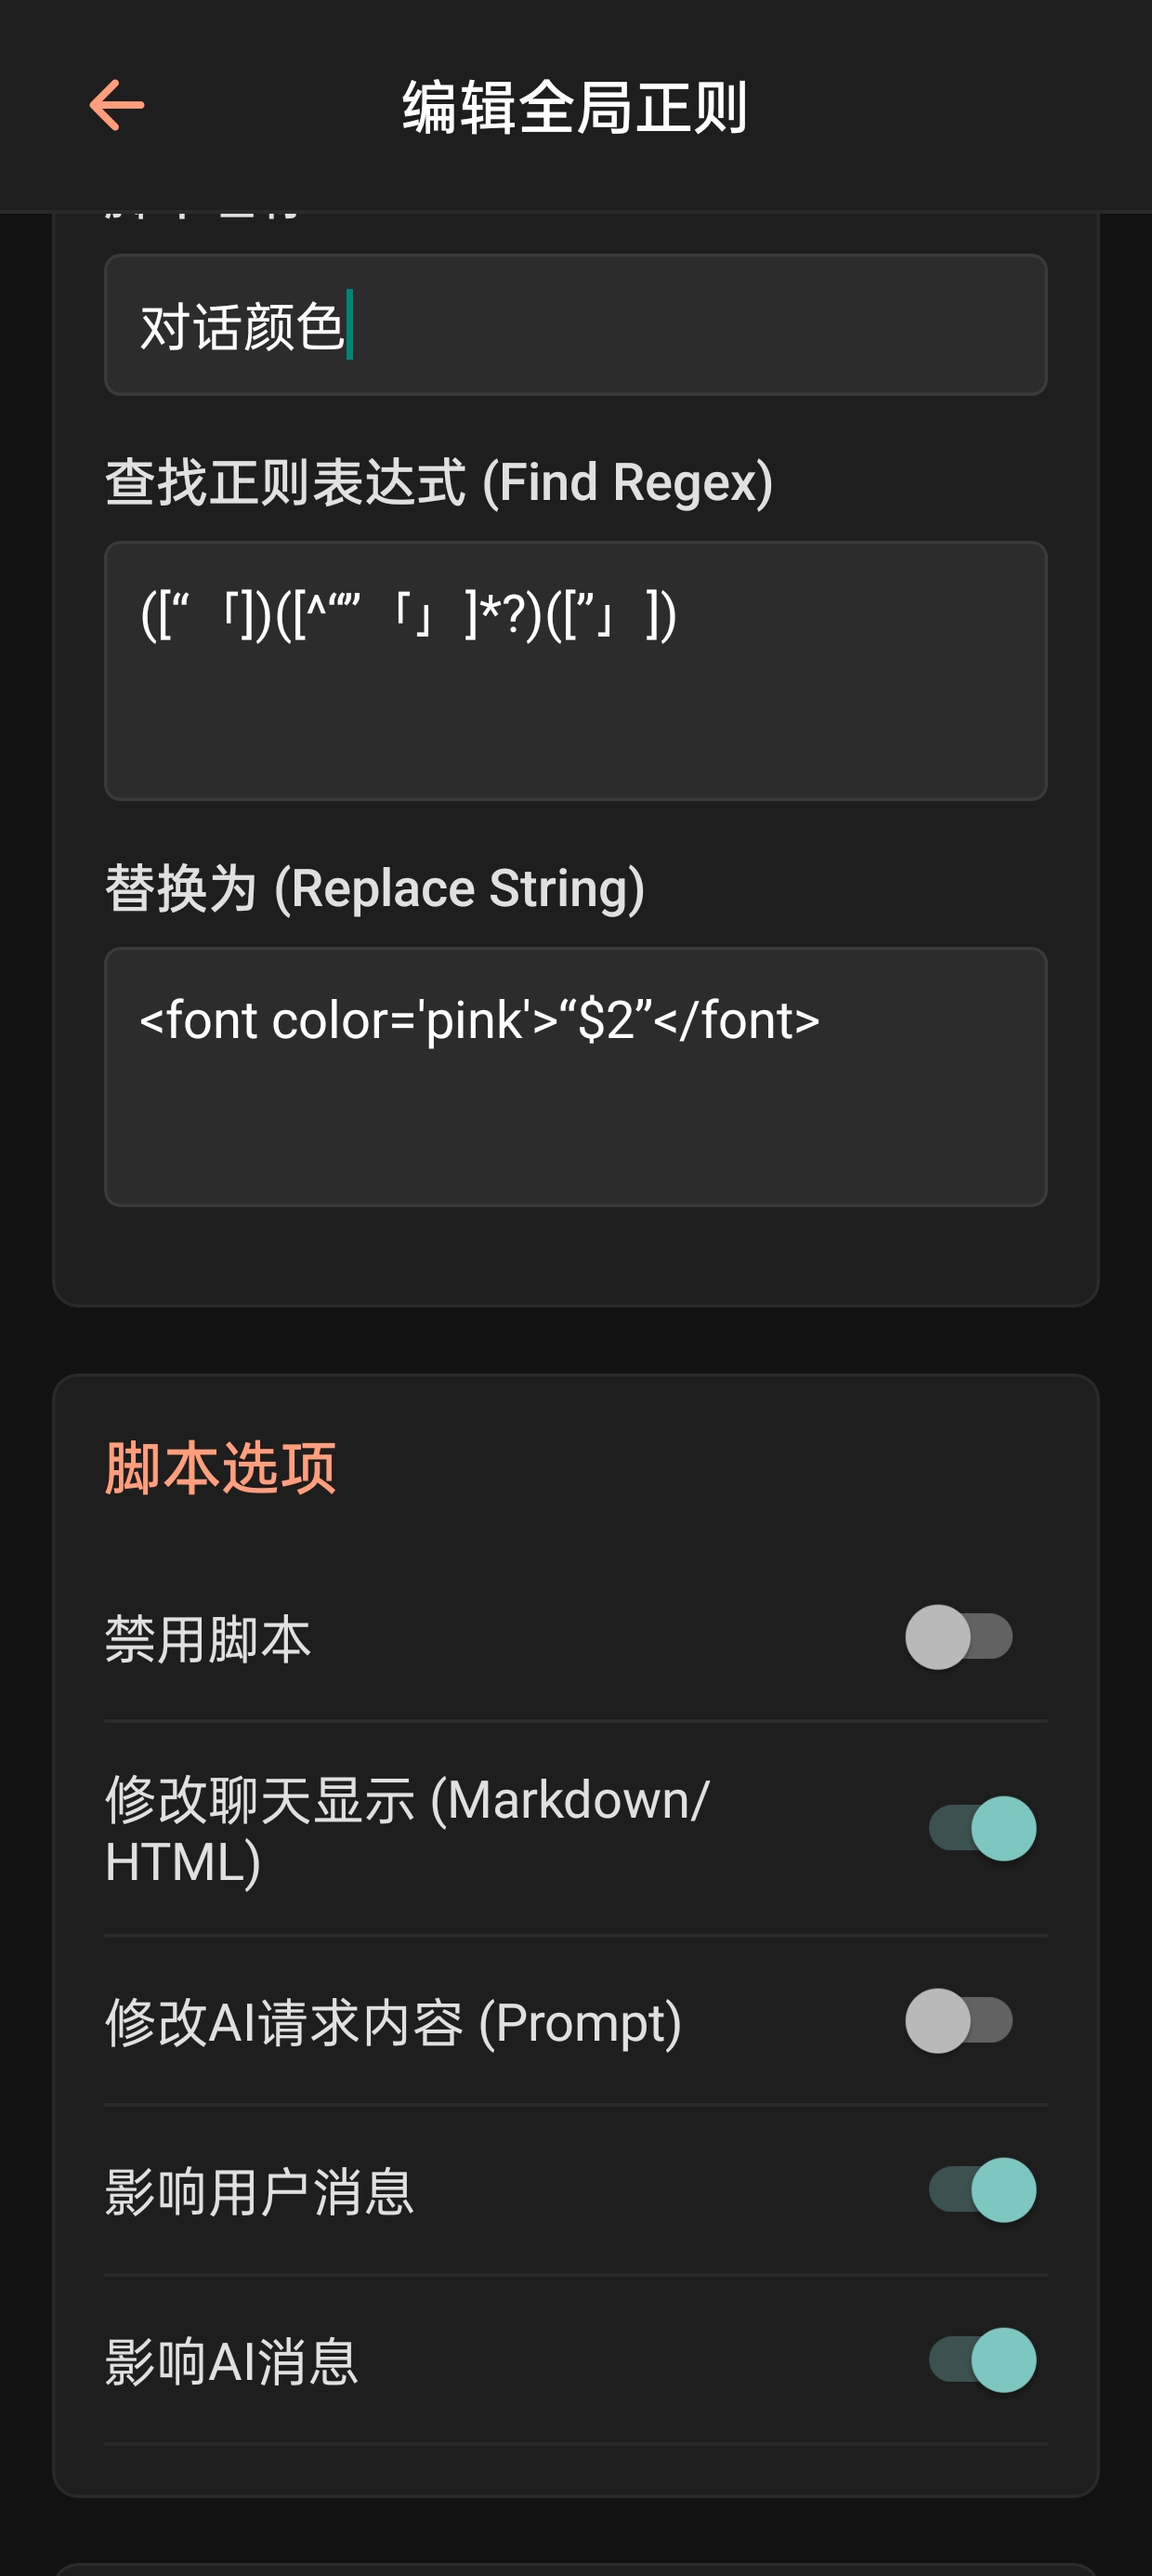 编辑全局正则
对话颜色
查找正则表达式 (Find Regex)
([“「])([^“”「」]*?)([”」])
替换为 (Replace String)
<font color='pink'>“$2”</font>
脚本选项
禁用脚本
修改聊天显示 (Markdown/
HTML)
修改AI请求内容 (Prompt)
影响用户消息
影响AI消息